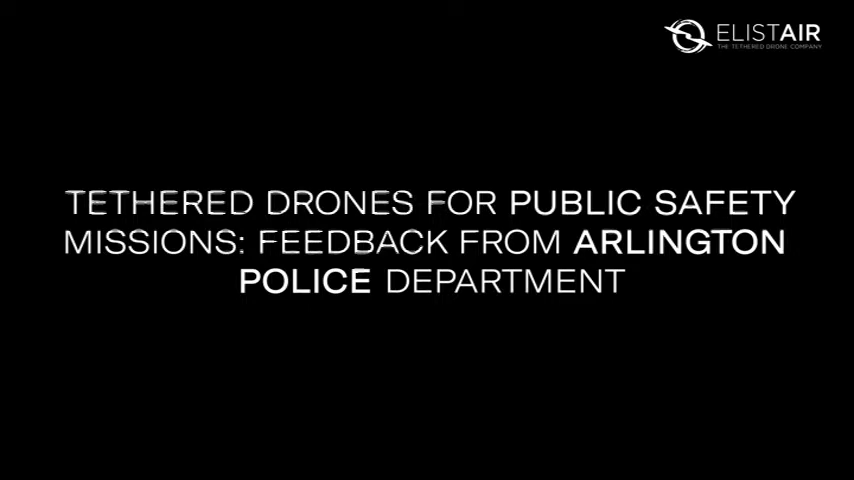 ELISTAIR
THE TETHERED DRONE COMPANY
TETHERED DRONES FOR PUBLIC SAFETY
MISSIONS: FEEDBACK FROM ARLINGTON
POLICE DEPARTMENT